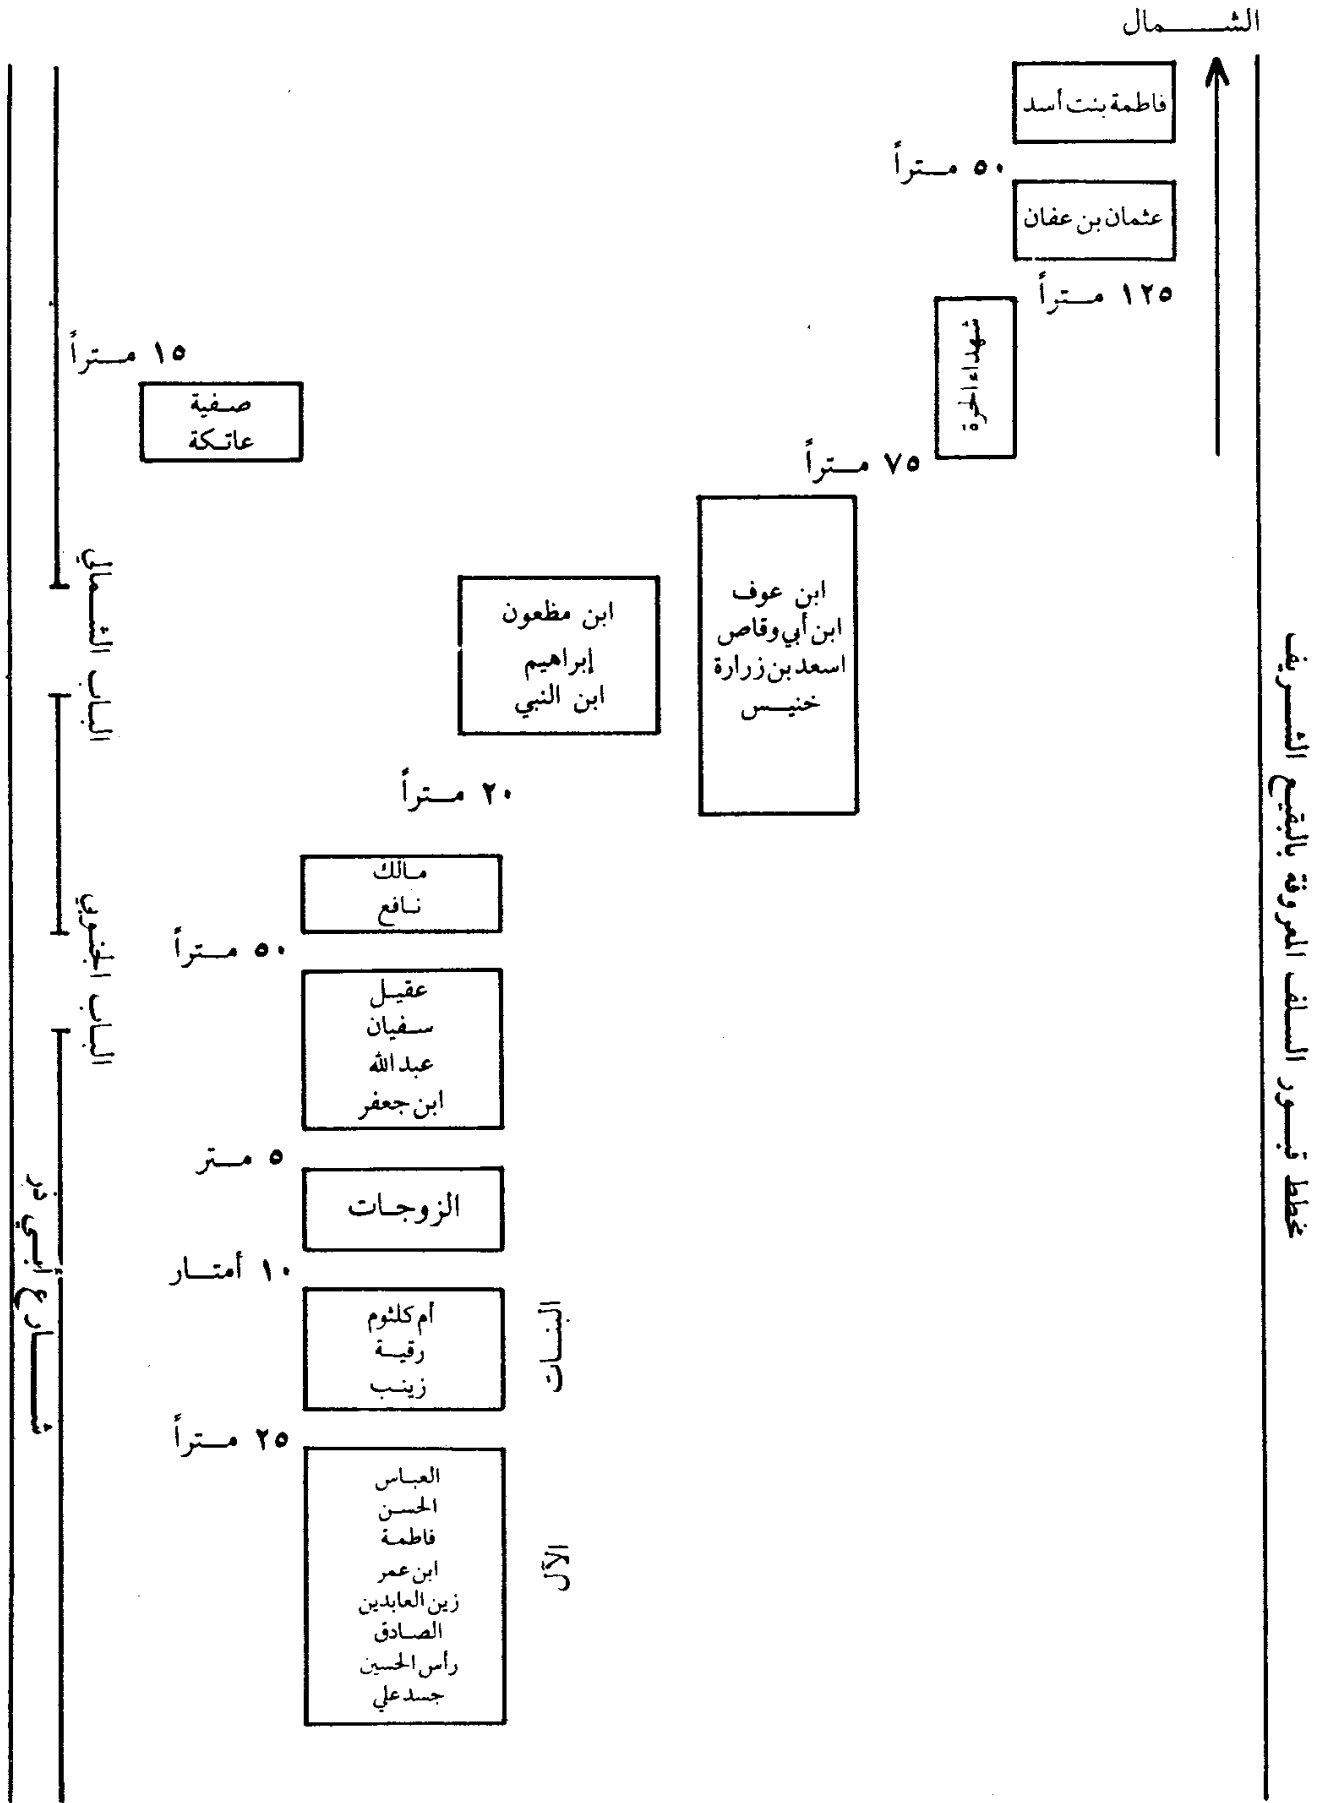 الشمال
فاطمة بنت أسد
٥٠ متراً
عثمان بن عفان
١٢٥ متراً
شهداء الحرة
١٥ متراً
صفية
عاتكة
٧٥ متراً
ابن عوف
ابن أبي وقاص
اسعد بن زرارة
خنيس
ابن مظعون
إبراهيم
ابن النبي
الباب الشمالي
مخطط قبور السلف المعروفة بالبقيع الشريف
٢٠ متراً
مالك
نافع
الباب الجنوبي
٥٠ متراً
عقيل
سفيان
عبدالله
ابن جعفر
٥ متر
الزوجات
شارع أبي ذر
١٠ أمتار
أم كلثوم
رقية
زينب
البنات
٢٥ متراً
العباس
الحسن
فاطمة
ابن عمر
زين العابدين
الصادق
رأس الحسين
جسد علي
الآل